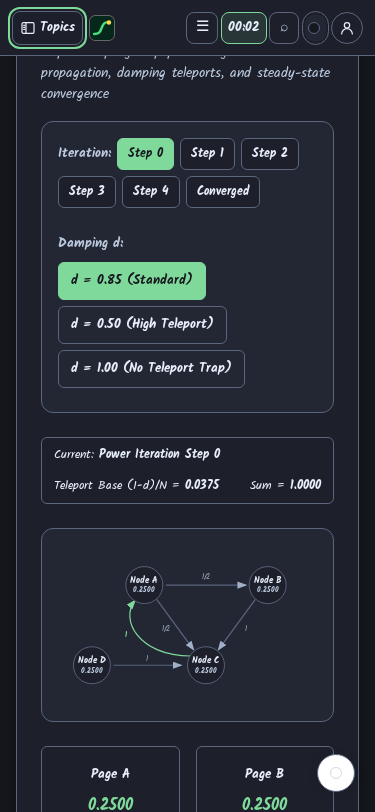 Topics
☰
00:02
propagation, damping teleports, and steady-state
convergence
Iteration: Step 0 Step 1 Step 2
Step 3 Step 4 Converged
Damping d:
d = 0.85 (Standard)
d = 0.50 (High Teleport)
d = 1.00 (No Teleport Trap)
Current: Power Iteration Step 0
Teleport Base (1-d)/N = 0.0375 Sum = 1.0000
Node A
0.2500
1/2
Node B
0.2500
1
1/2
1
Node D
0.2500
1
Node C
0.2500
Page A
0.2500
Page B
0.2500